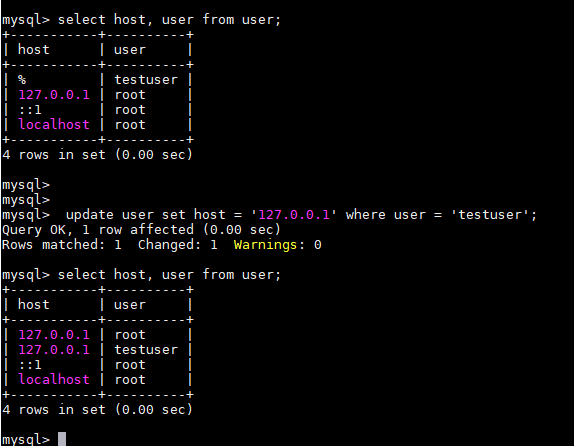 mysql> select host, user from user;
+-----------+----------+
| host      | user     |
+-----------+----------+
| %         | testuser |
| 127.0.0.1 | root     |
| ::1       | root     |
| localhost | root     |
+-----------+----------+
4 rows in set (0.00 sec)
mysql>
mysql>
mysql>  update user set host = '127.0.0.1' where user = 'testuser';
Query OK, 1 row affected (0.00 sec)
Rows matched: 1  Changed: 1  Warnings: 0
mysql> select host, user from user;
+-----------+----------+
| host      | user     |
+-----------+----------+
| 127.0.0.1 | root     |
| 127.0.0.1 | testuser |
| ::1       | root     |
| localhost | root     |
+-----------+----------+
4 rows in set (0.00 sec)
mysql>